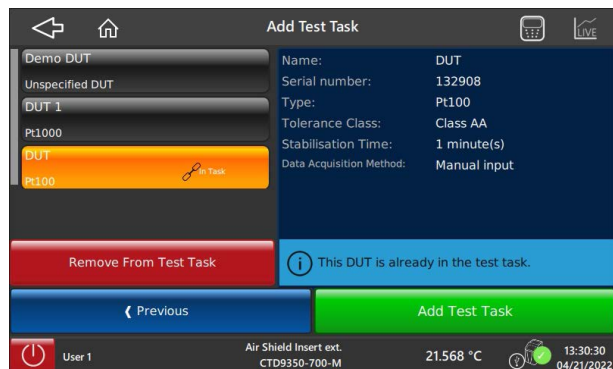 Add Test Task
LIVE
Demo DUT
Unspecified DUT
DUT 1
Pt1000
DUT
Pt100
In Task
Name: DUT
Serial number: 132908
Type: Pt100
Tolerance Class: Class AA
Stabilisation Time: 1 minute(s)
Data Acquisition Method: Manual input
Remove From Test Task
i This DUT is already in the test task.
❮ Previous
Add Test Task
User 1
Air Shield Insert ext.
CTD9350-700-M
21.568 °C
13:30:30
04/21/2022